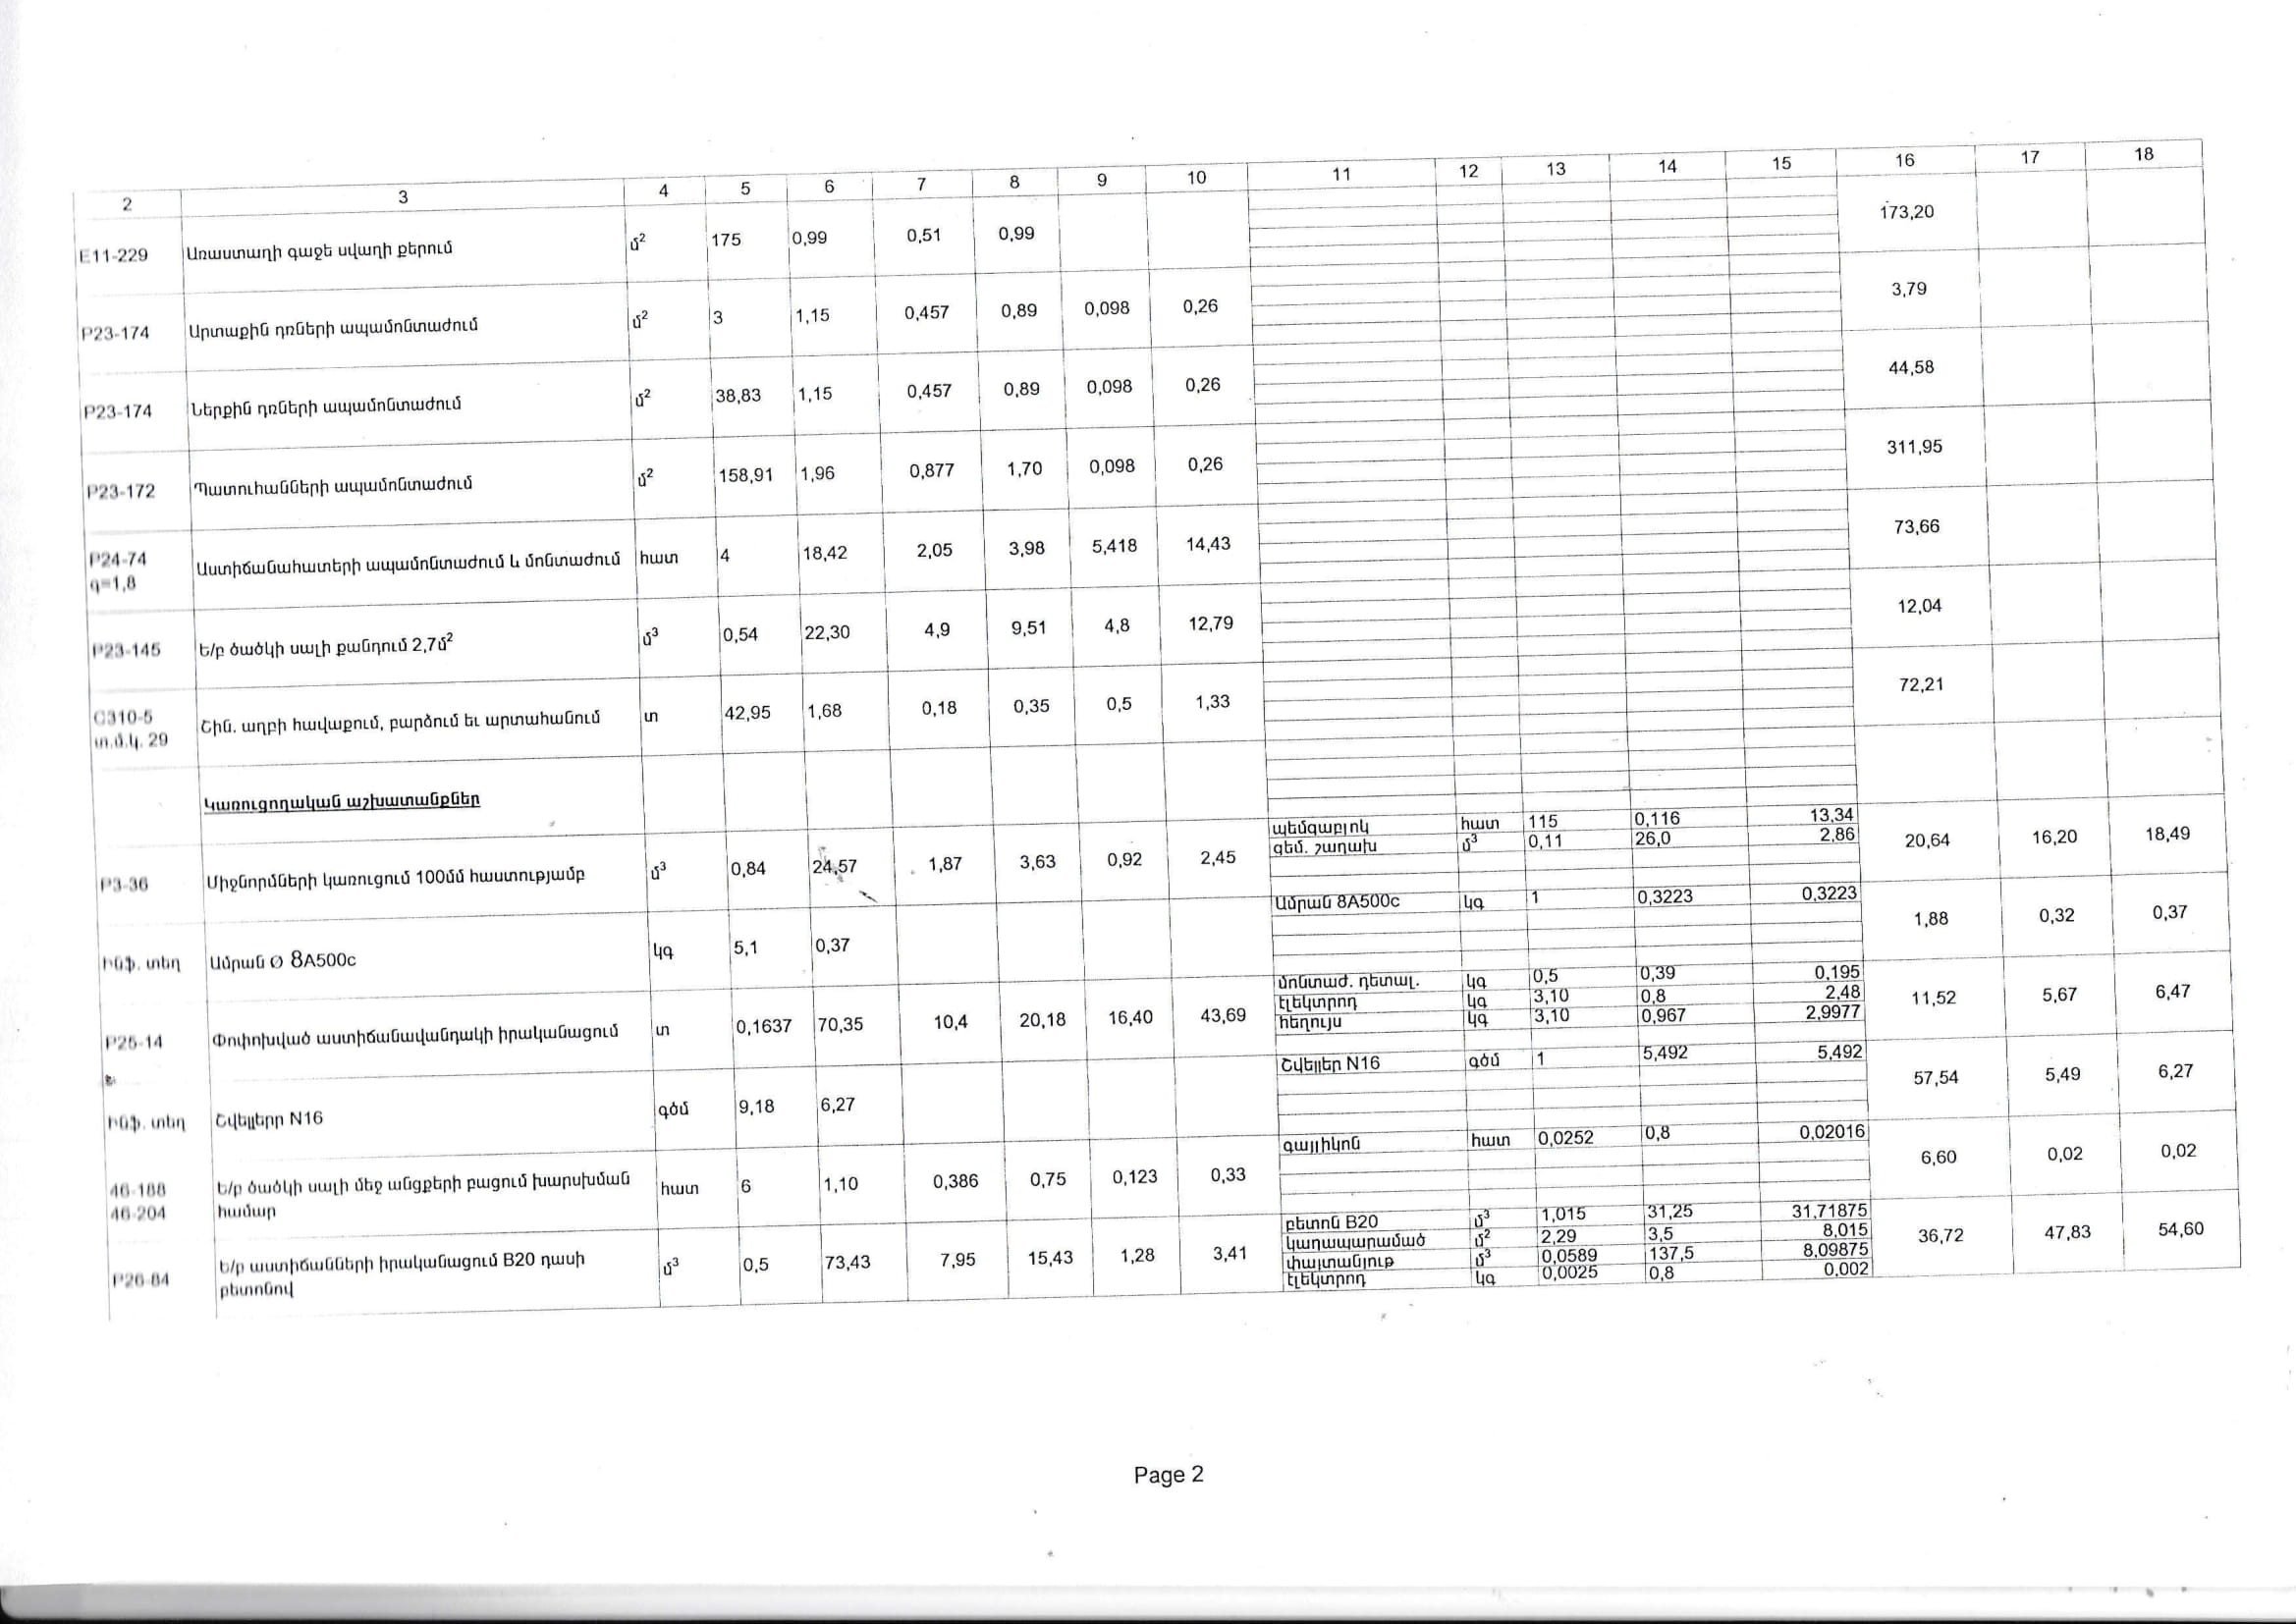 2 3 4 5 6 7 8 9 10 11 12 13 14 15 16 17 18
E11-229 Առաստաղի գաջե սվաղի քերում մ² 175 0,99 0,51 0,99 173,20
P23-174 Արտաքին դռների ապամոնտաժում մ² 3 1,15 0,457 0,89 0,098 0,26 3,79
P23-174 Ներքին դռների ապամոնտաժում մ² 38,83 1,15 0,457 0,89 0,098 0,26 44,58
P23-172 Պատուհանների ապամոնտաժում մ² 158,91 1,96 0,877 1,70 0,098 0,26 311,95
P24-74
գ=1,8 Աստիճանահատերի ապամոնտաժում և մոնտաժում հատ 4 18,42 2,05 3,98 5,418 14,43 73,66
P23-145 Ե/բ ծածկի սալի քանդում 2,7մ² մ³ 0,54 22,30 4,9 9,51 4,8 12,79 12,04
C310-5
տ.մ.կ. 29 Շին. աղբի հավաքում, բարձում եւ արտահանում տ 42,95 1,68 0,18 0,35 0,5 1,33 72,21
Կառուցողական աշխատանքներ
P3-36 Միջնորմների կառուցում 100մմ հաստությամբ մ³ 0,84 24,57 1,87 3,63 0,92 2,45 պեմզաբլոկ հատ 115 0,116 13,34 20,64 16,20 18,49
գեմ. շաղախ մ³ 0,11 26,0 2,86
Ինֆ. տեղ Ամրան Ø 8A500c կգ 5,1 0,37 Ամրան 8A500c կգ 1 0,3223 0,3223 1,88 0,32 0,37
P25-14 Փոփոխված աստիճանավանդակի իրականացում տ 0,1637 70,35 10,4 20,18 16,40 43,69 մոնտաժ. դետալ. կգ 0,5 0,39 0,195 11,52 5,67 6,47
էլեկտրոդ կգ 3,10 0,8 2,48
հեղույս կգ 3,10 0,967 2,9977
Ինֆ. տեղ Շվելլերր N16 գծմ 9,18 6,27 Շվելլեր N16 գծմ 1 5,492 5,492 57,54 5,49 6,27
46-188
46-204 Ե/բ ծածկի սալի մեջ անցքերի բացում խարսխման
համար հատ 6 1,10 0,386 0,75 0,123 0,33 գայլիկոն հատ 0,0252 0,8 0,02016 6,60 0,02 0,02
P26-84 Ե/բ աստիճանների իրականացում B20 դասի
բետոնով մ³ 0,5 73,43 7,95 15,43 1,28 3,41 բետոն B20 մ³ 1,015 31,25 31,71875 36,72 47,83 54,60
կաղապարամած մ² 2,29 3,5 8,015
փայտանյութ մ³ 0,0589 137,5 8,09875
էլեկտրոդ կգ 0,0025 0,8 0,002
Page 2